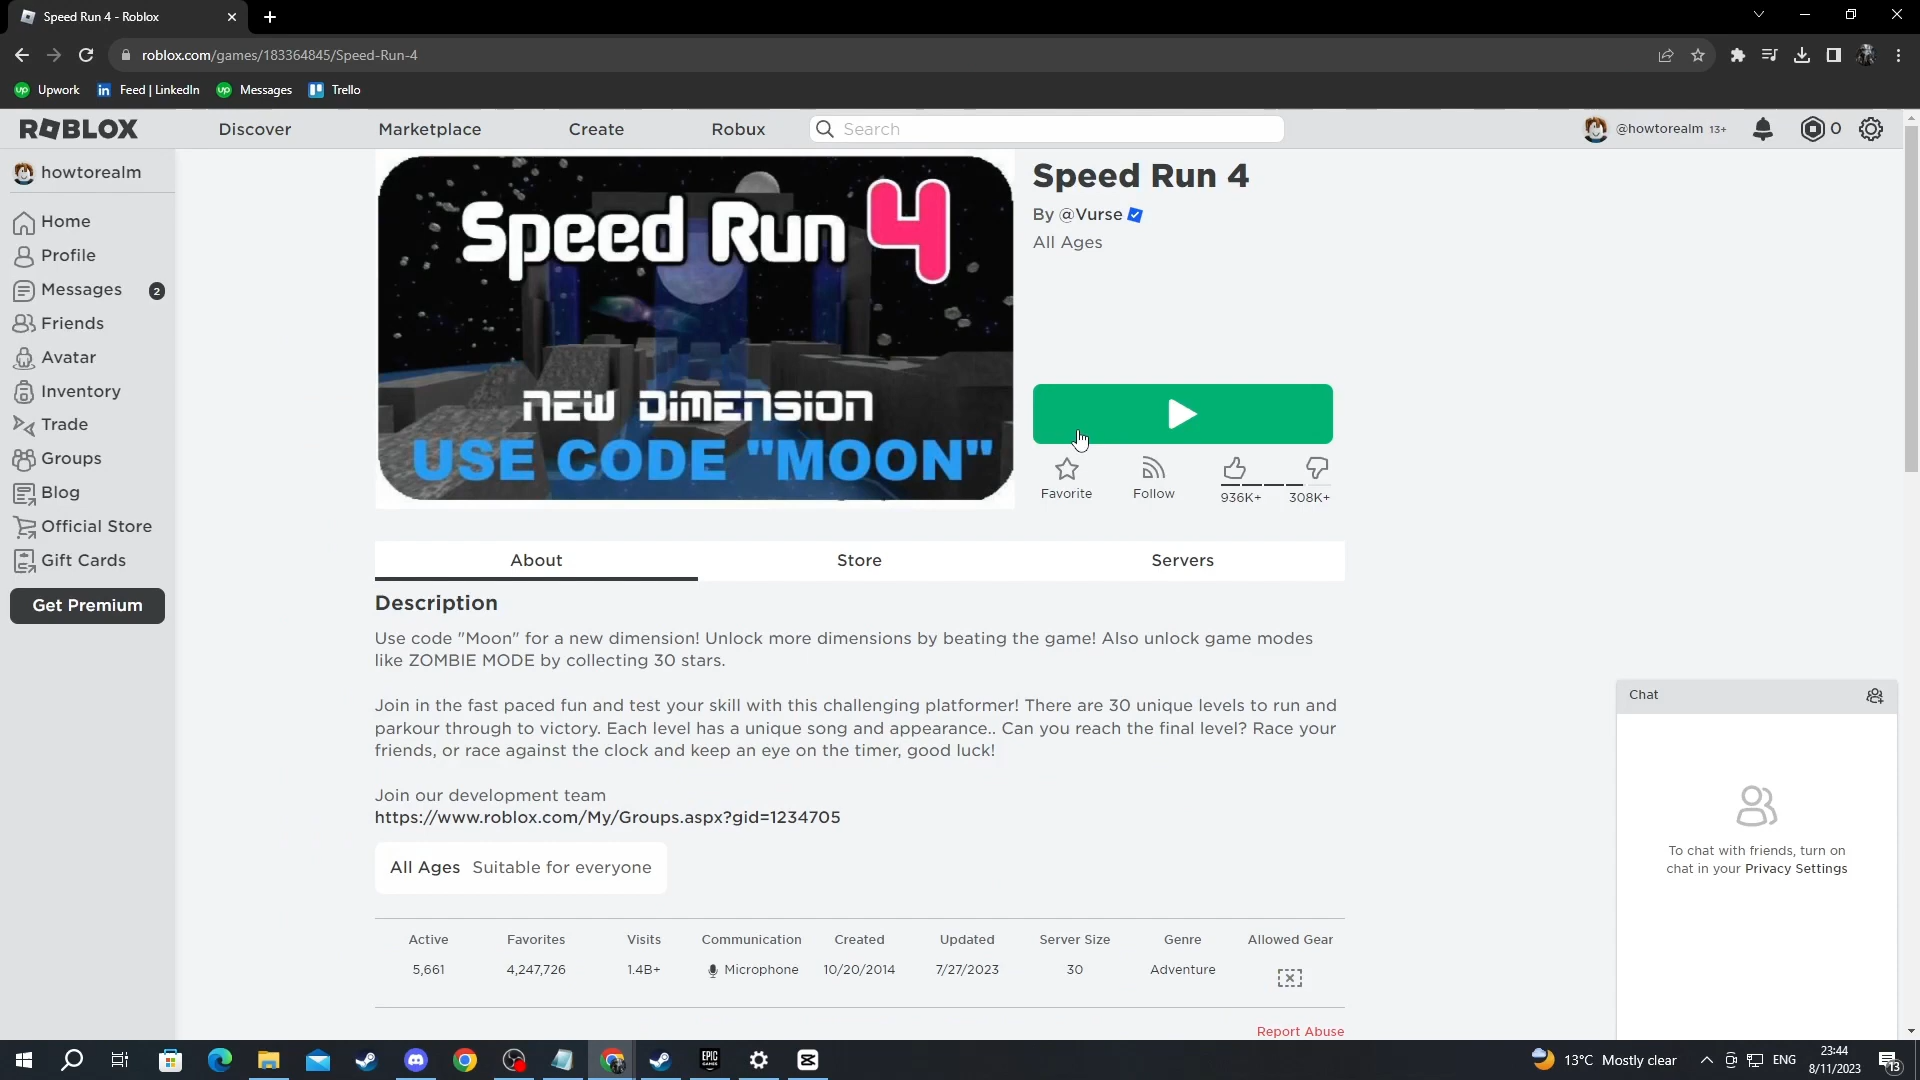 Speed Run 4 - Roblox
roblox.com/games/183364845/Speed-Run-4
Upwork
Feed | LinkedIn
Messages
Trello
ROBLOX
Discover
Marketplace
Create
Robux
Search
@howtorealm 13+
0
howtorealm
Home
Profile
Messages 2
Friends
Avatar
Inventory
Trade
Groups
Blog
Official Store
Gift Cards
Get Premium
Speed Run 4
NEW DIMENSION
USE CODE "MOON"
Speed Run 4
By @Vurse
All Ages
Favorite
Follow
936K+
308K+
About
Store
Servers
Description
Use code "Moon" for a new dimension! Unlock more dimensions by beating the game! Also unlock game modes
like ZOMBIE MODE by collecting 30 stars.
Join in the fast paced fun and test your skill with this challenging platformer! There are 30 unique levels to run and
parkour through to victory. Each level has a unique song and appearance.. Can you reach the final level? Race your
friends, or race against the clock and keep an eye on the timer, good luck!
Join our development team
https://www.roblox.com/My/Groups.aspx?gid=1234705
All Ages Suitable for everyone
Active Favorites Visits Communication Created Updated Server Size Genre Allowed Gear
5,661 4,247,726 1.4B+ Microphone 10/20/2014 7/27/2023 30 Adventure
Report Abuse
Chat
To chat with friends, turn on
chat in your Privacy Settings
EPIC
GAMES
13°C Mostly clear
ENG
23:44
8/11/2023
13